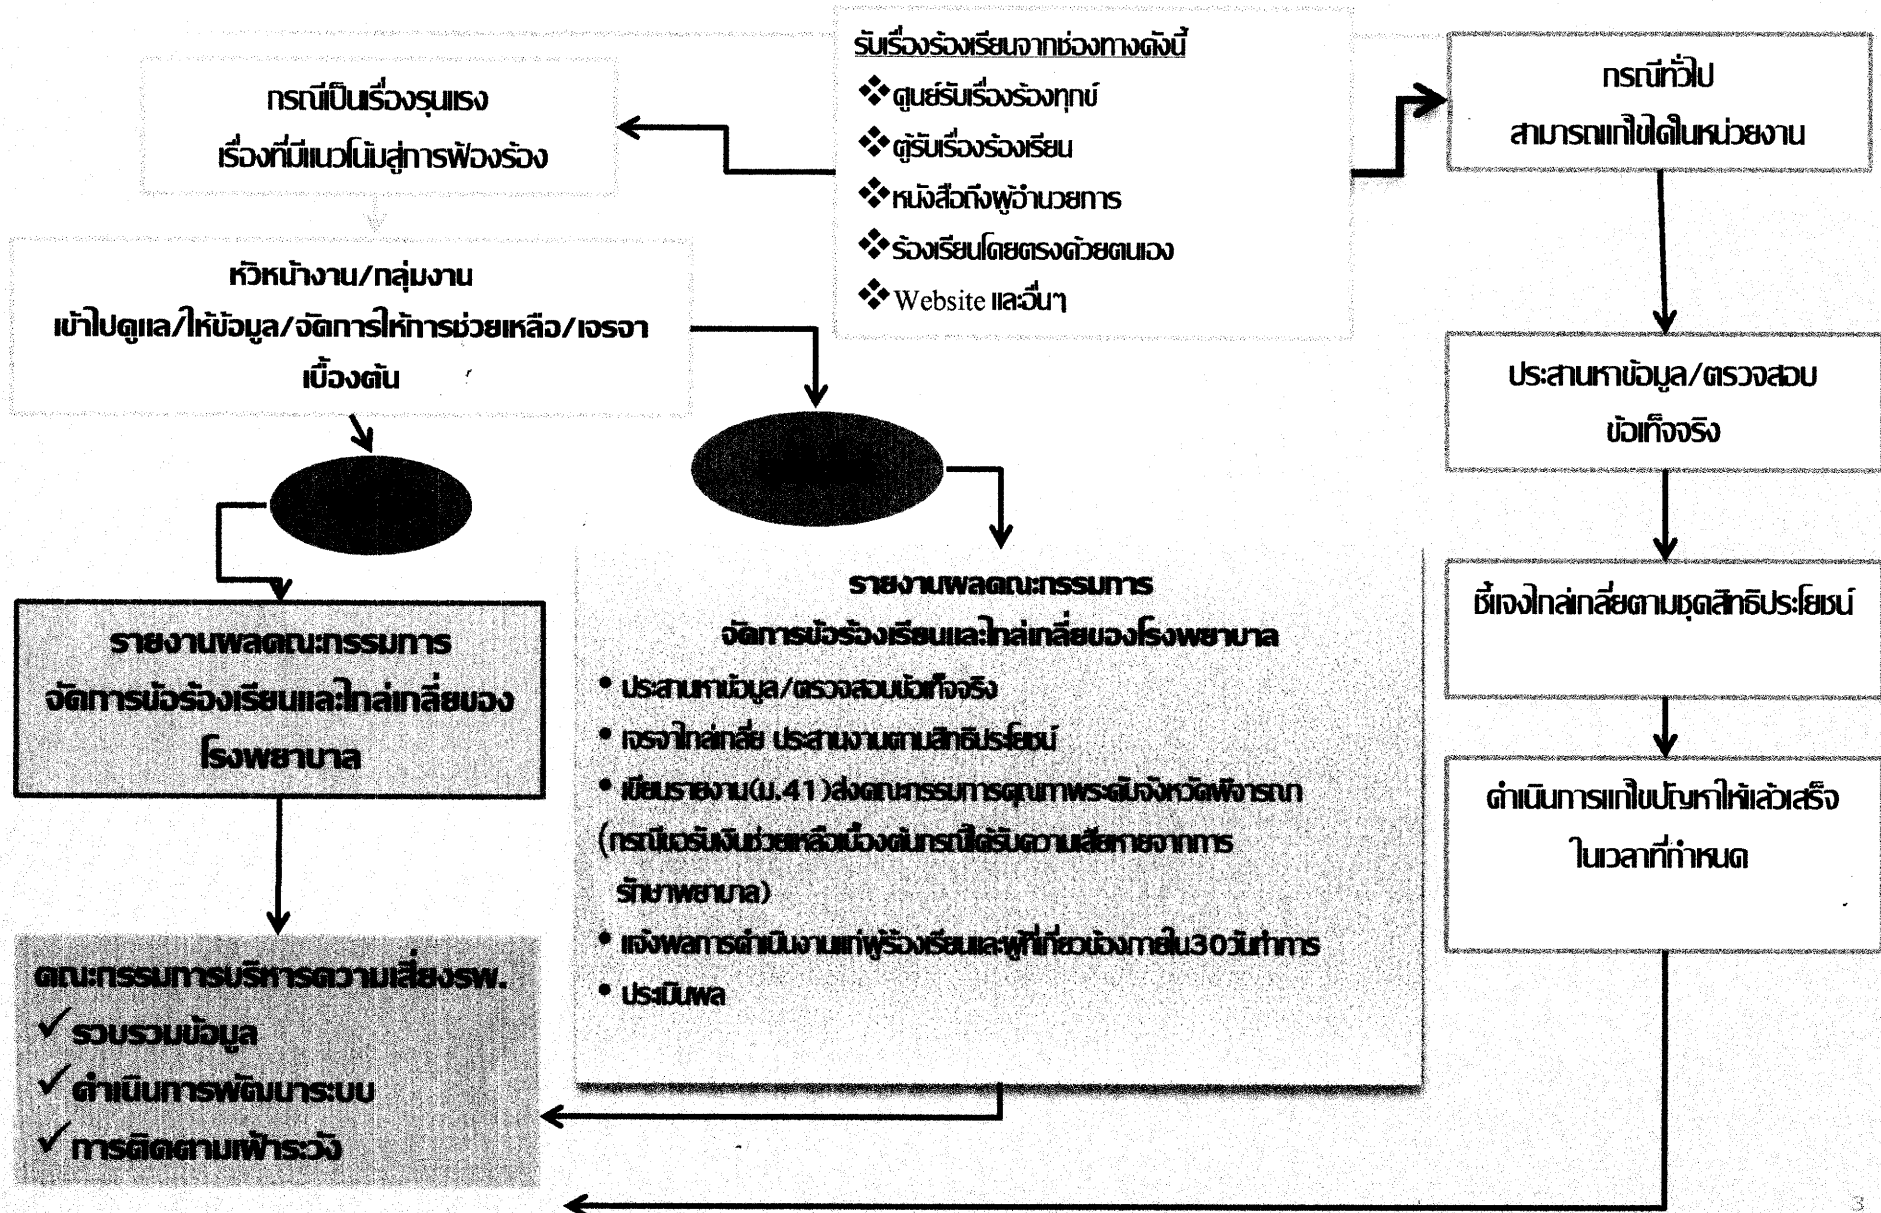 รับเรื่องร้องเรียนจากช่องทางดังนี้
❖ศูนย์รับเรื่องร้องทุกข์
❖ตู้รับเรื่องร้องเรียน
❖หนังสือถึงผู้อำนวยการ
❖ร้องเรียนโดยตรงด้วยตนเอง
❖Website และอื่นๆ
กรณีเป็นเรื่องรุนแรง
เรื่องที่มีแนวโน้มสู่การฟ้องร้อง
หัวหน้างาน/กลุ่มงาน
เข้าไปดูแล/ให้ข้อมูล/จัดการให้การช่วยเหลือ/เจรจา
เบื้องต้น
รายงานผลคณะกรรมการ
จัดการข้อร้องเรียนและไกล่เกลี่ยของ
โรงพยาบาล
คณะกรรมการบริหารความเสี่ยงรพ.
✓ รวบรวมข้อมูล
✓ ดำเนินการพัฒนาระบบ
✓ การติดตามเฝ้าระวัง
รายงานผลคณะกรรมการ
จัดการข้อร้องเรียนและไกล่เกลี่ยของโรงพยาบาล
• ประสานหาข้อมูล/ตรวจสอบข้อเท็จจริง
• เจรจาไกล่เกลี่ย ประสานงานตามสิทธิประโยชน์
• เขียนรายงาน(ม.41)ส่งคณะกรรมการคุณภาพระดับจังหวัดพิจารณา
(กรณีขอรับเงินช่วยเหลือเบื้องต้นกรณีได้รับความเสียหายจากการ
รักษาพยาบาล)
• แจ้งผลการดำเนินงานแก่ผู้ร้องเรียนและผู้ที่เกี่ยวข้องภายใน30วันทำการ
• ประเมินผล
กรณีทั่วไป
สามารถแก้ไขได้ในหน่วยงาน
ประสานหาข้อมูล/ตรวจสอบ
ข้อเท็จจริง
ชี้แจงไกล่เกลี่ยตามชุดสิทธิประโยชน์
ดำเนินการแก้ไขปัญหาให้แล้วเสร็จ
ในเวลาที่กำหนด
3